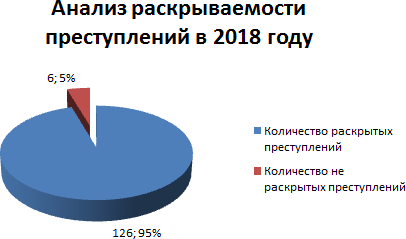 Анализ раскрываемости
преступлений в 2018 году
6; 5%
Количество раскрытых
преступлений
Количество не
раскрытых преступлений
126; 95%